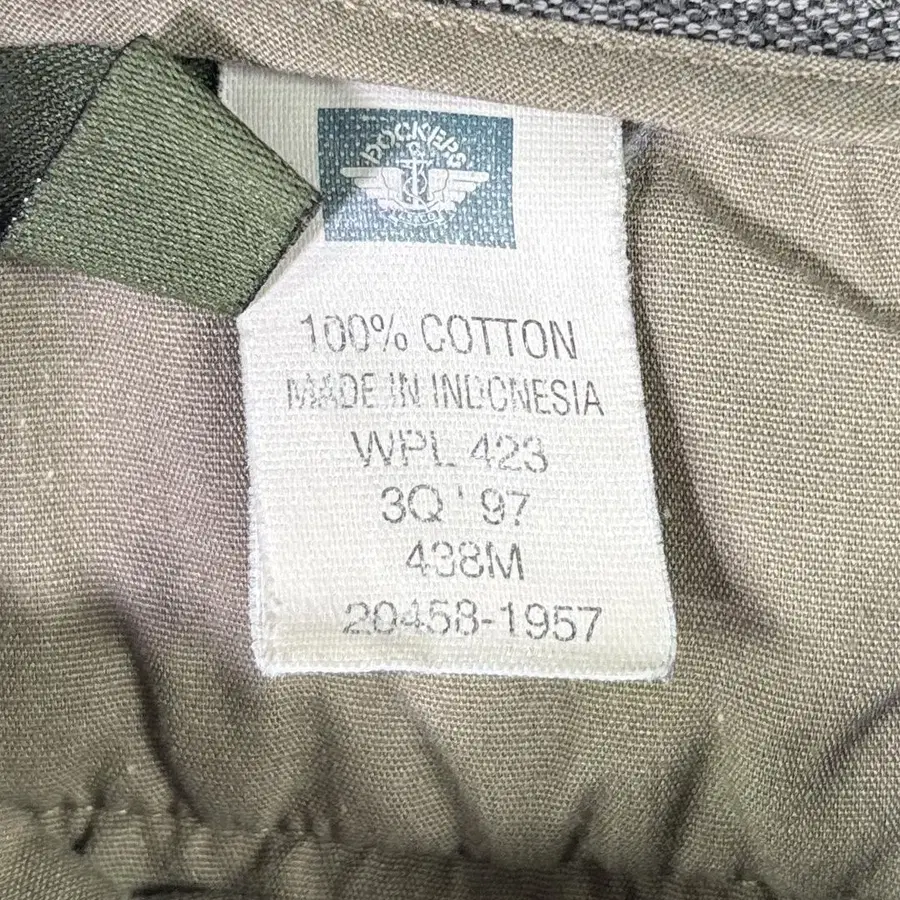 DOCKERS
100% COTTON
MADE IN INDONESIA
WPL 423
3Q ' 97
438M
20458-1957